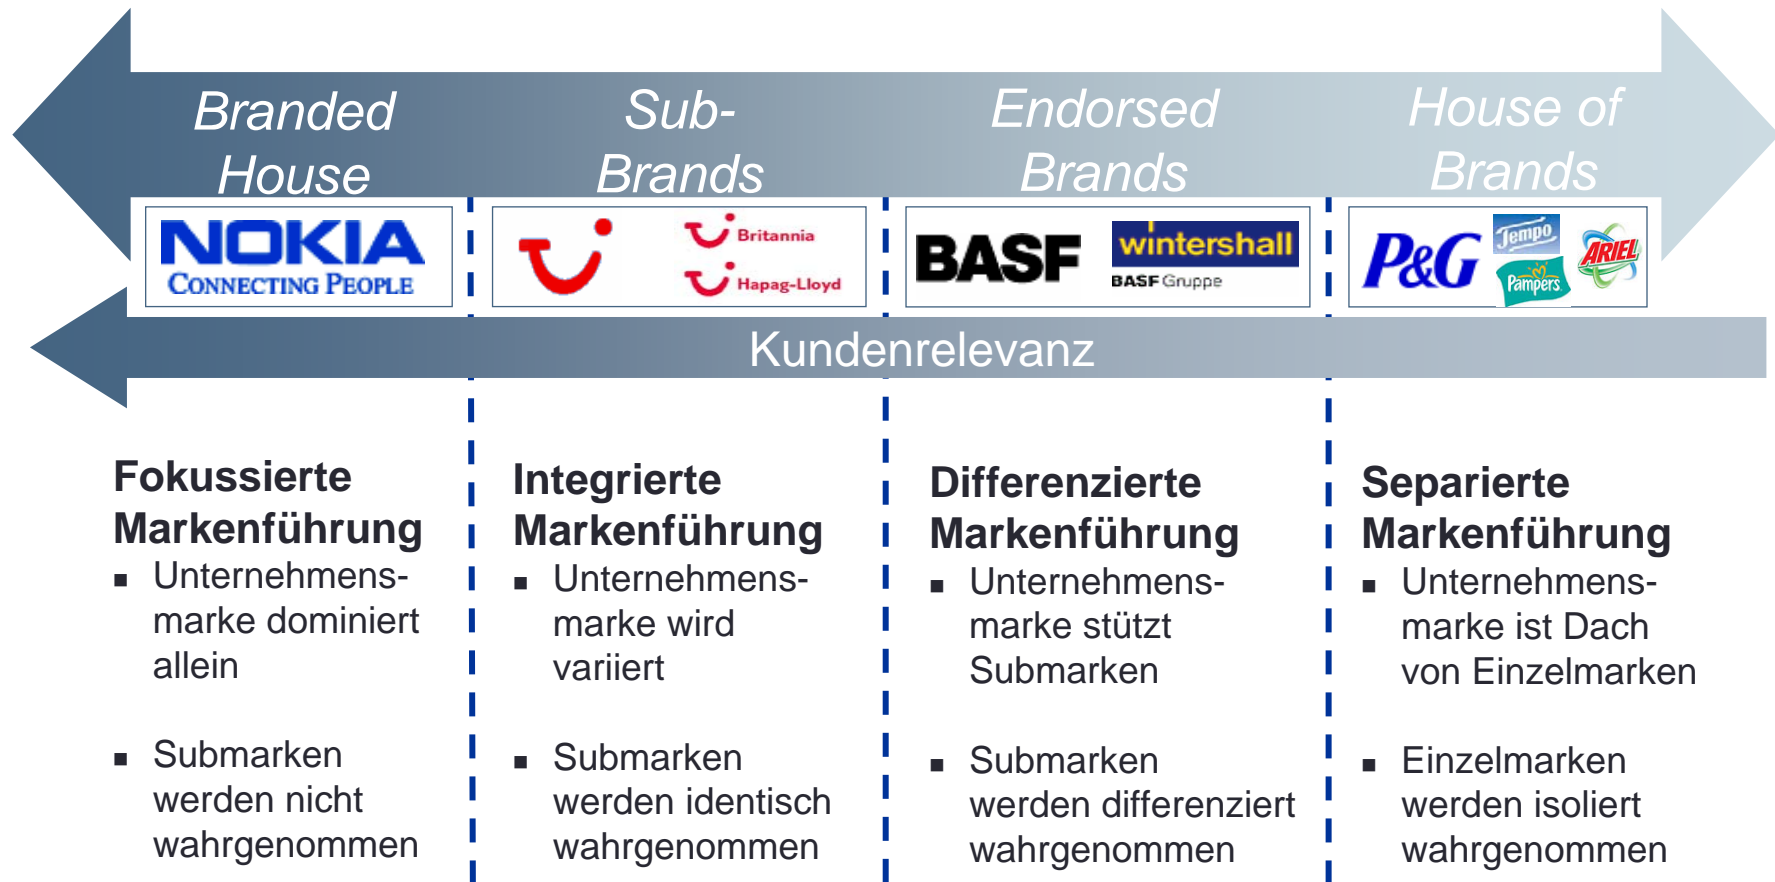 Branded
House
Sub-
Brands
Endorsed
Brands
House of
Brands
NOKIA
CONNECTING PEOPLE
Britannia
Hapag-Lloyd
BASF
wintershall
BASF Gruppe
P&G
Tempo
Pampers
ARIEL
Kundenrelevanz
Fokussierte
Markenführung
▪ Unternehmens-
marke dominiert
allein
▪ Submarken
werden nicht
wahrgenommen
Integrierte
Markenführung
▪ Unternehmens-
marke wird
variiert
▪ Submarken
werden identisch
wahrgenommen
Differenzierte
Markenführung
▪ Unternehmens-
marke stützt
Submarken
▪ Submarken
werden differenziert
wahrgenommen
Separierte
Markenführung
▪ Unternehmens-
marke ist Dach
von Einzelmarken
▪ Einzelmarken
werden isoliert
wahrgenommen